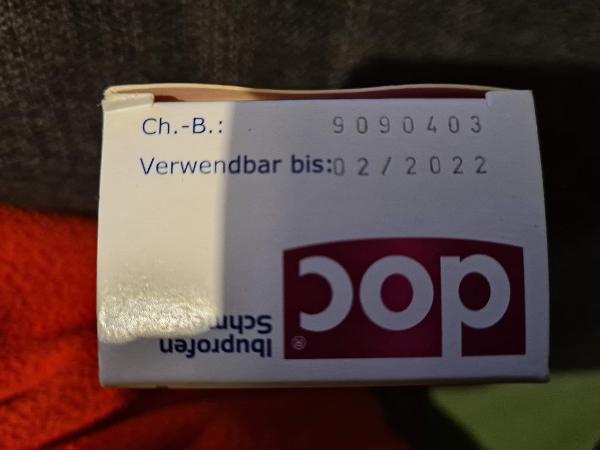 Ch.-B.: 9090403
Verwendbar bis: 02/2022
doc®
Ibuprofen